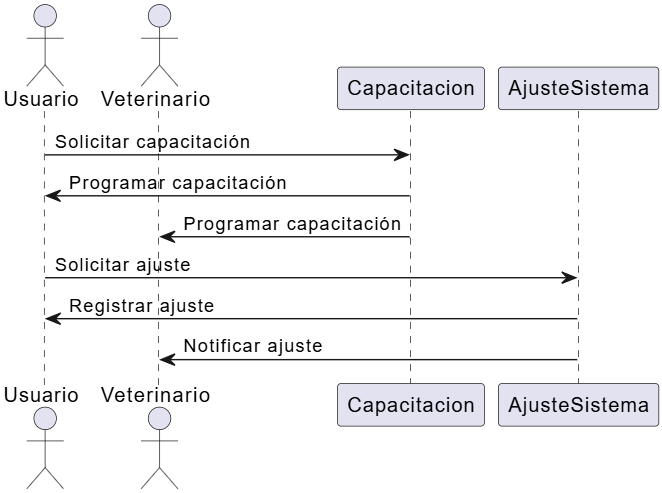 Usuario
Veterinario
Capacitacion
AjusteSistema
Solicitar capacitación
Programar capacitación
Programar capacitación
Solicitar ajuste
Registrar ajuste
Notificar ajuste
Usuario
Veterinario
Capacitacion
AjusteSistema